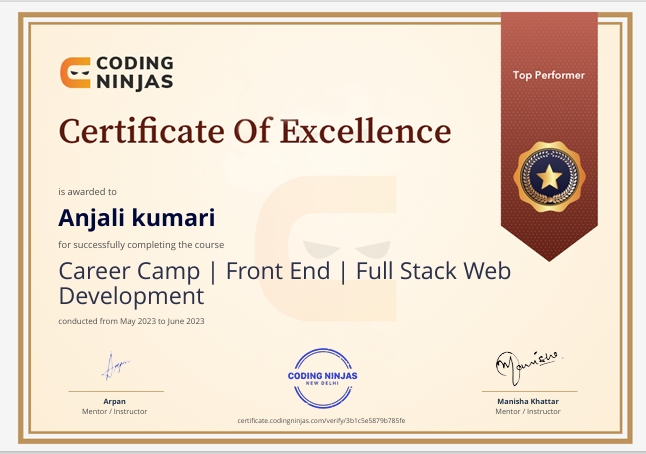 CODING
NINJAS
Top Performer
Certificate Of Excellence
is awarded to
Anjali kumari
for successfully completing the course
Career Camp | Front End | Full Stack Web
Development
conducted from May 2023 to June 2023
CODING NINJAS
NEW DELHI
Manisha
Arpan
Mentor / Instructor
Manisha Khattar
Mentor / Instructor
certificate.codingninjas.com/verify/3b1c5e5879b785fe